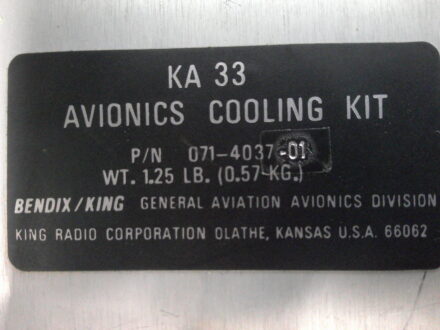 KA 33
AVIONICS COOLING KIT
P/N 071-4037-01
WT. 1.25 LB. (0.57 KG.)
BENDIX/KING GENERAL AVIATION AVIONICS DIVISION
KING RADIO CORPORATION OLATHE, KANSAS U.S.A. 66062